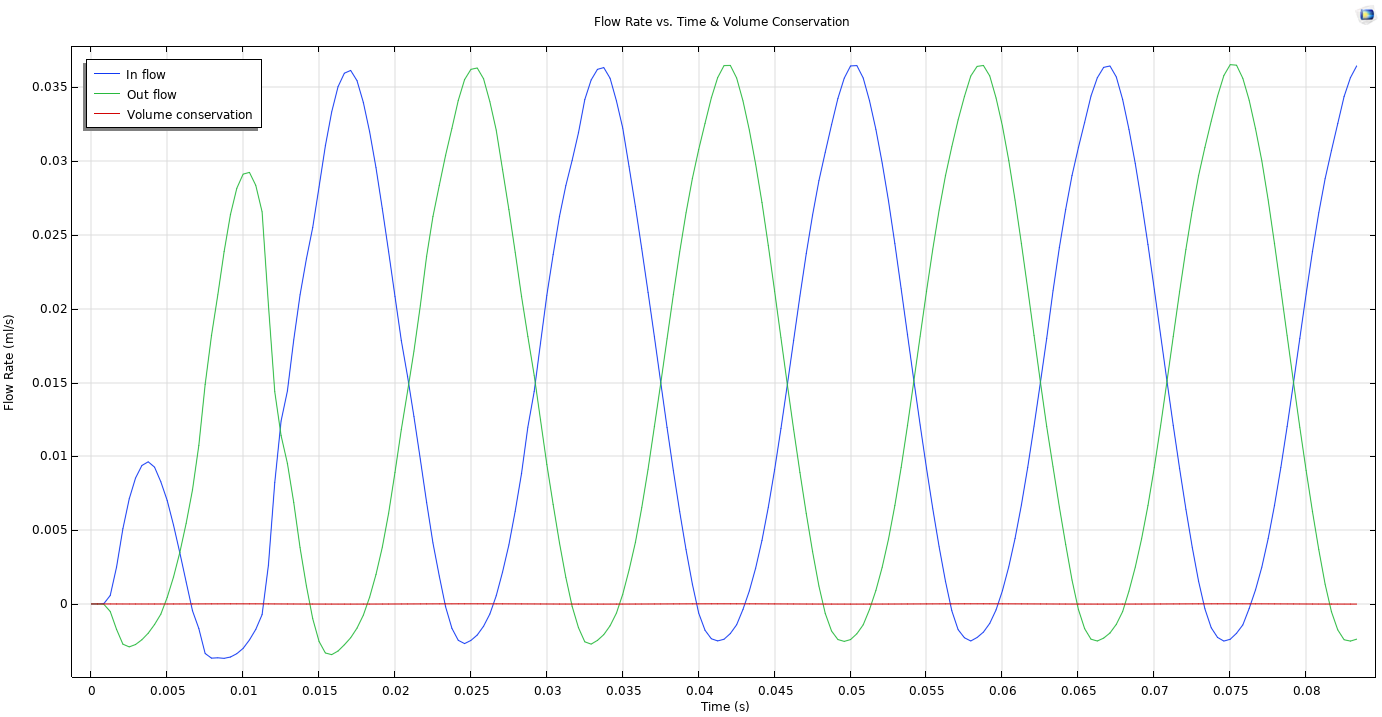 Flow Rate vs. Time & Volume Conservation
In flow
Out flow
Volume conservation
0.035
0.03
0.025
0.02
0.015
0.01
0.005
0
Flow Rate (ml/s)
0 0.005 0.01 0.015 0.02 0.025 0.03 0.035 0.04 0.045 0.05 0.055 0.06 0.065 0.07 0.075 0.08
Time (s)